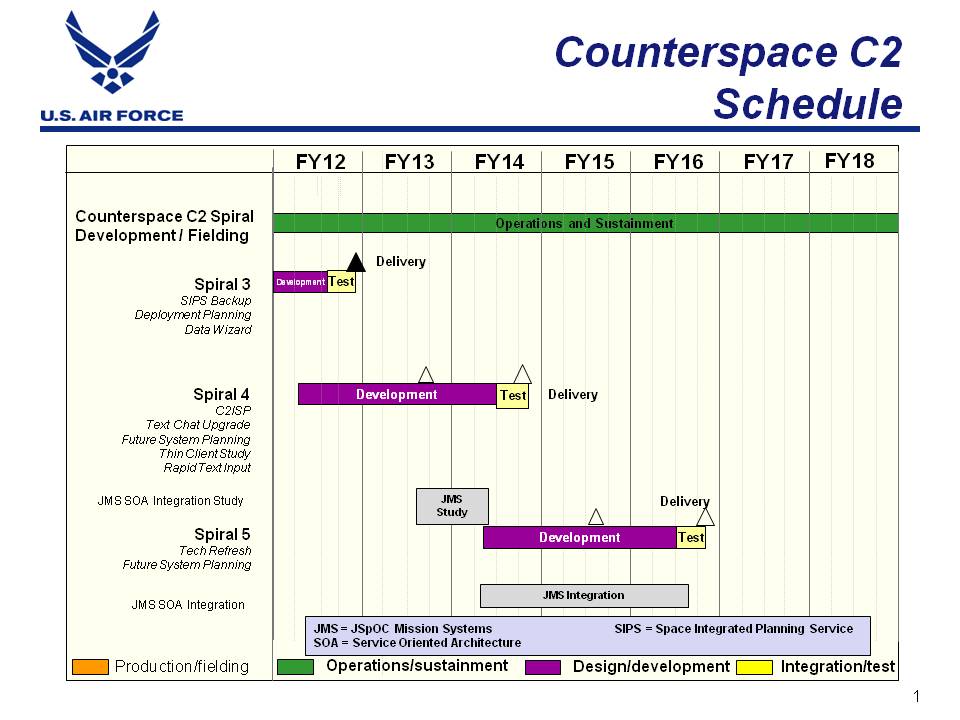 U.S. AIR FORCE
Counterspace C2
Schedule
FY12 FY13 FY14 FY15 FY16 FY17 FY18
Counterspace C2 Spiral
Development / Fielding
Operations and Sustainment
Delivery
Spiral 3
Development Test
SIPS Backup
Deployment Planning
Data Wizard
Spiral 4
Development Test Delivery
C2ISP
Text Chat Upgrade
Future System Planning
Thin Client Study
Rapid Text Input
JMS SOA Integration Study
JMS
Study
Delivery
Spiral 5
Development Test
Tech Refresh
Future System Planning
JMS SOA Integration
JMS Integration
JMS = JSpOC Mission Systems SIPS = Space Integrated Planning Service
SOA = Service Oriented Architecture
Production/fielding Operations/sustainment Design/development Integration/test
1